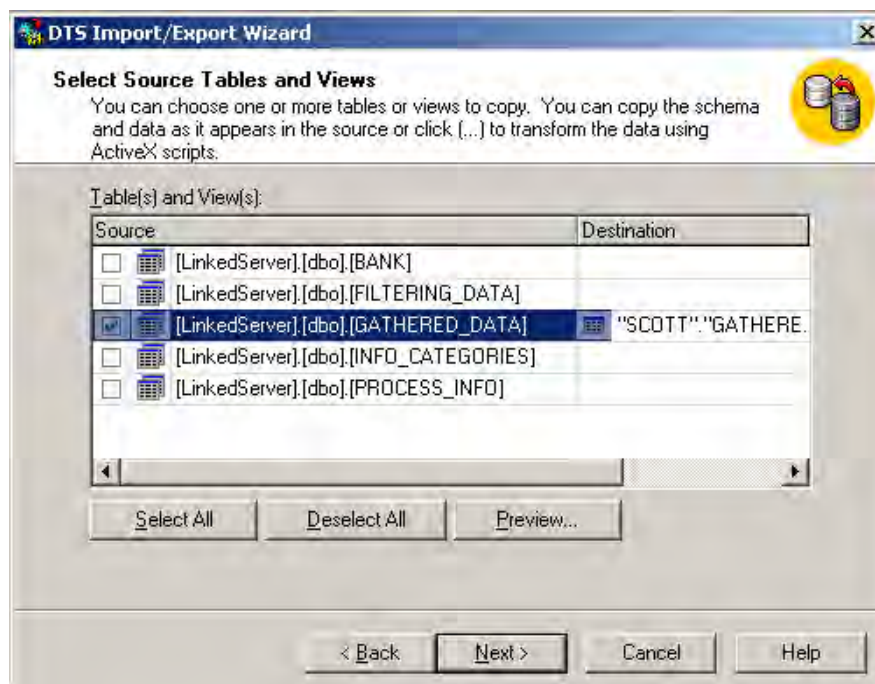 DTS Import/Export Wizard
Select Source Tables and Views
You can choose one or more tables or views to copy. You can copy the schema
and data as it appears in the source or click (...) to transform the data using
ActiveX scripts.
Table(s) and View(s):
Source Destination
[LinkedServer].[dbo].[BANK]
[LinkedServer].[dbo].[FILTERING_DATA]
[LinkedServer].[dbo].[GATHERED_DATA] "SCOTT"."GATHERE.
[LinkedServer].[dbo].[INFO_CATEGORIES]
[LinkedServer].[dbo].[PROCESS_INFO]
Select All Deselect All Preview...
< Back Next > Cancel Help